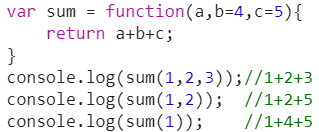 var sum = function(a,b=4,c=5){
    return a+b+c;
}
console.log(sum(1,2,3));//1+2+3
console.log(sum(1,2));  //1+2+5
console.log(sum(1));    //1+4+5